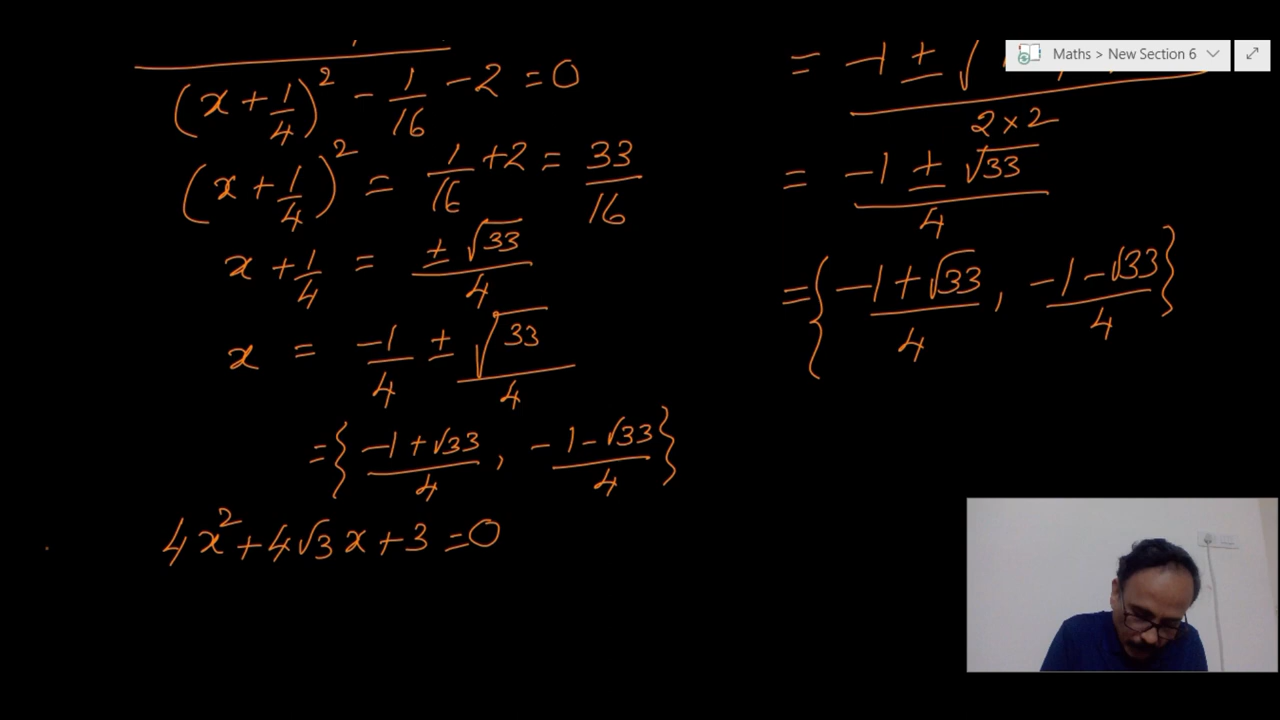 (x + 1/4)² - 1/16 - 2 = 0
(x + 1/4)² = 1/16 + 2 = 33/16
x + 1/4 = ± √33/4
x = -1/4 ± √33/4
= { -1 + √33/4 , -1 - √33/4 }
4x² + 4√3x + 3 = 0
Maths > New Section 6
= -1 ± √
2 × 2
= -1 ± √33/4
= { -1 + √33/4 , -1 - √33/4 }